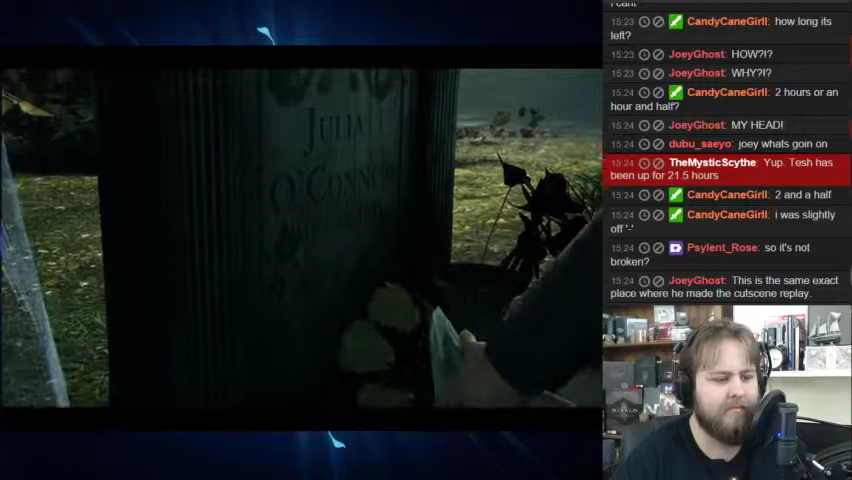 i cant
15:23 CandyCaneGirll: how long its
left?
15:23 JoeyGhost: HOW?!?
15:23 JoeyGhost: WHY?!?
15:24 CandyCaneGirll: 2 hours or an
hour and half?
15:24 JoeyGhost: MY HEAD!
15:24 dubu_saeyo: joey whats goin on
15:24 TheMysticScythe: Yup. Tesh has
been up for 21.5 hours
15:24 CandyCaneGirll: 2 and a half
15:24 CandyCaneGirll: i was slightly
off '-'
15:24 Psylent_Rose: so it's not
broken?
15:24 JoeyGhost: This is the same exact
place where he made the cutscene replay.
JULIA
O'CONN
DIABLO